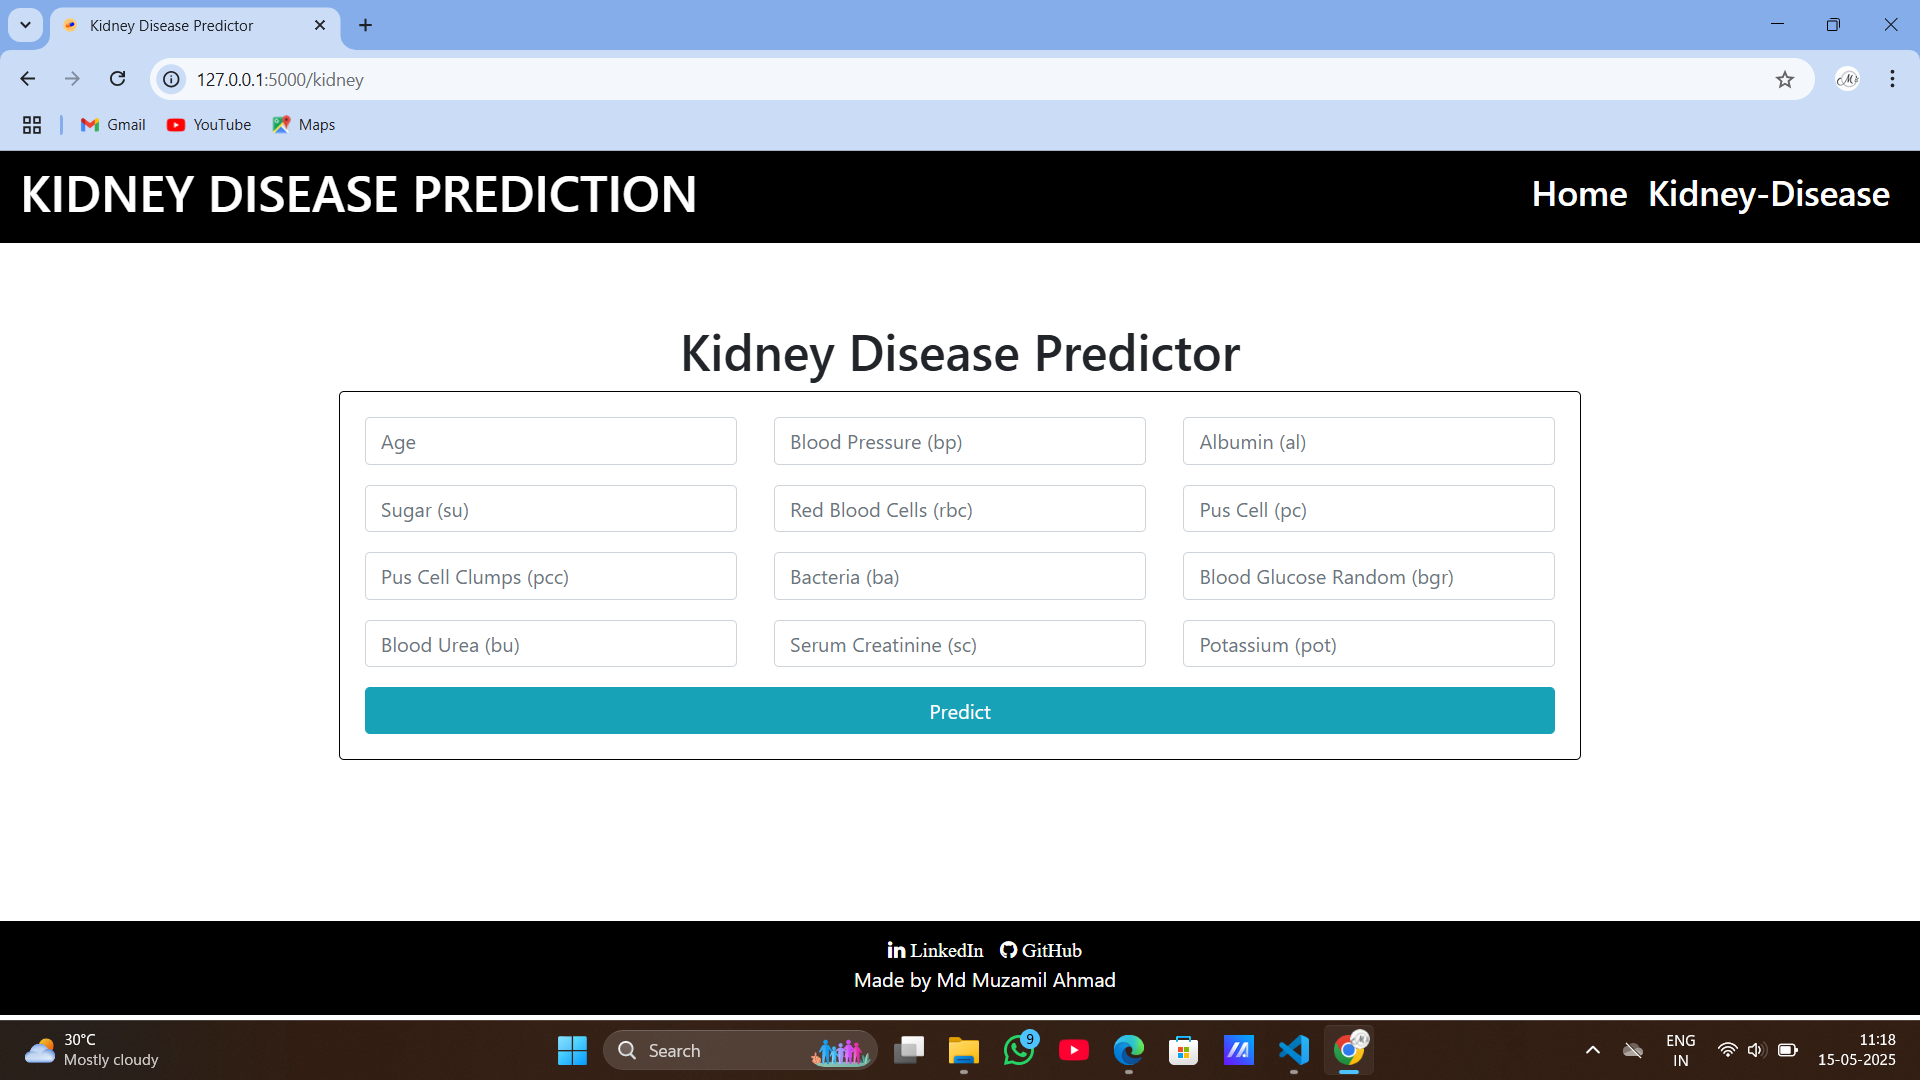 Kidney Disease Predictor
127.0.0.1:5000/kidney
Gmail YouTube Maps
KIDNEY DISEASE PREDICTION Home Kidney-Disease
Kidney Disease Predictor
Age Blood Pressure (bp) Albumin (al)
Sugar (su) Red Blood Cells (rbc) Pus Cell (pc)
Pus Cell Clumps (pcc) Bacteria (ba) Blood Glucose Random (bgr)
Blood Urea (bu) Serum Creatinine (sc) Potassium (pot)
Predict
in LinkedIn GitHub
Made by Md Muzamil Ahmad
30°C
Mostly cloudy
Search
9
ENG
IN
11:18
15-05-2025